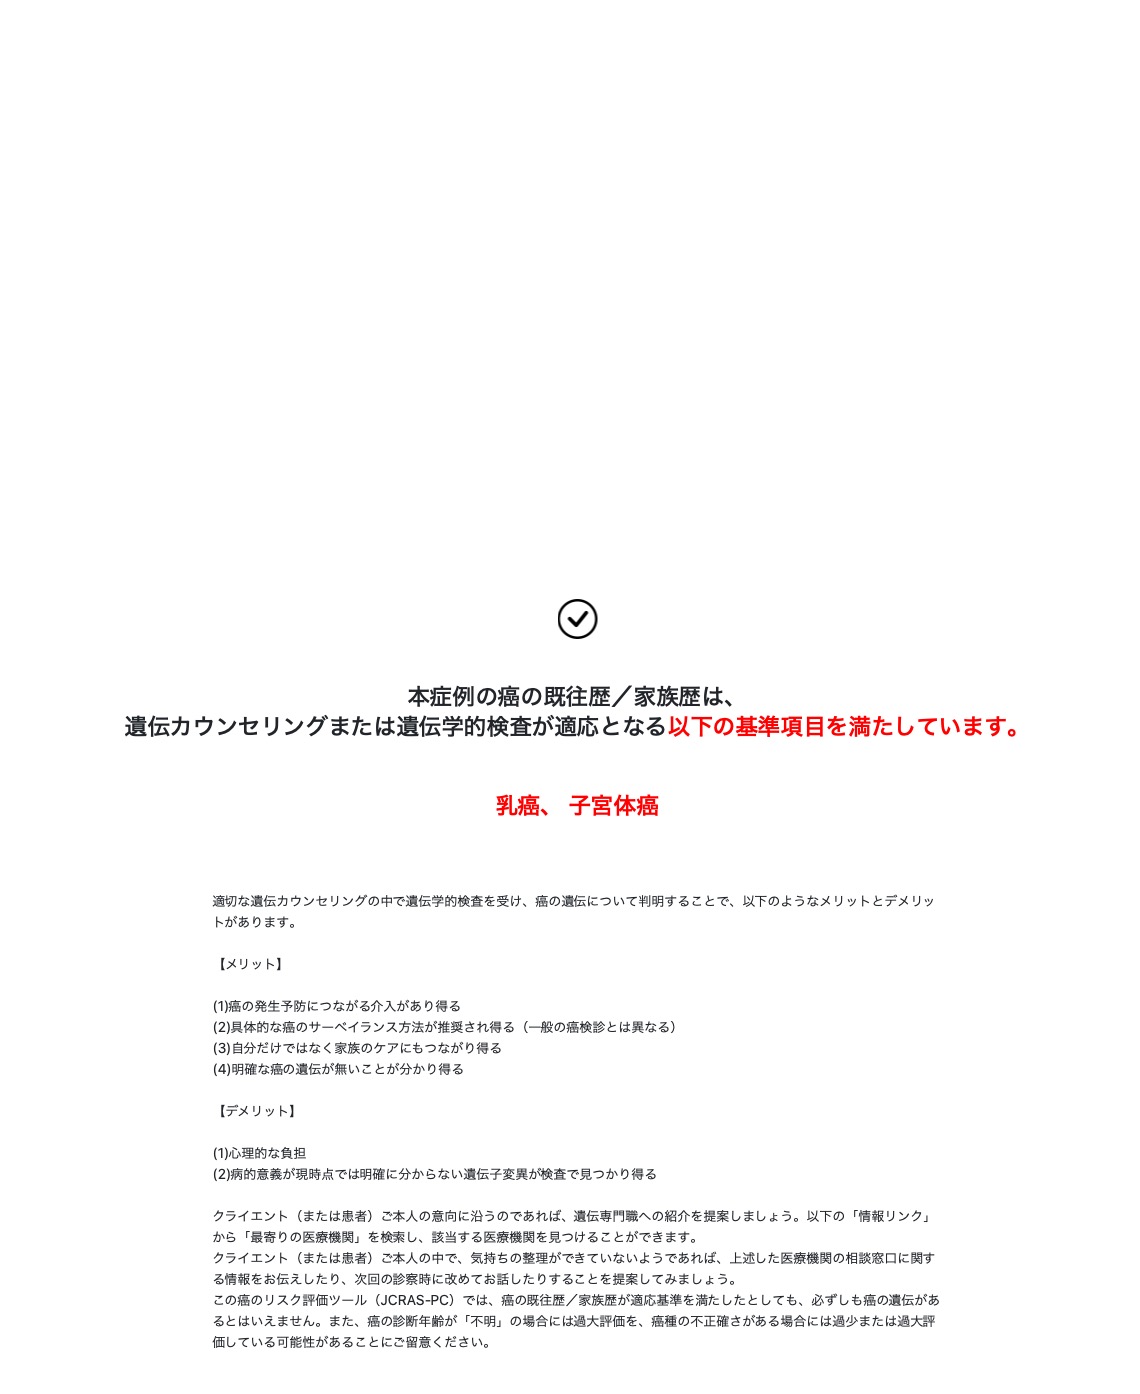 本症例の癌の既往歴／家族歴は、
遺伝カウンセリングまたは遺伝学的検査が適応となる以下の基準項目を満たしています。
乳癌、 子宮体癌
適切な遺伝カウンセリングの中で遺伝学的検査を受け、癌の遺伝について判明することで、以下のようなメリットとデメリッ
トがあります。
【メリット】
(1)癌の発生予防につながる介入があり得る
(2)具体的な癌のサーベイランス方法が推奨され得る（一般の癌検診とは異なる）
(3)自分だけではなく家族のケアにもつながり得る
(4)明確な癌の遺伝が無いことが分かり得る
【デメリット】
(1)心理的な負担
(2)病的意義が現時点では明確に分からない遺伝子変異が検査で見つかり得る
クライエント（または患者）ご本人の意向に沿うのであれば、遺伝専門職への紹介を提案しましょう。以下の「情報リンク」
から「最寄りの医療機関」を検索し、該当する医療機関を見つけることができます。
クライエント（または患者）ご本人の中で、気持ちの整理ができていないようであれば、上述した医療機関の相談窓口に関す
る情報をお伝えしたり、次回の診察時に改めてお話したりすることを提案してみましょう。
この癌のリスク評価ツール（JCRAS-PC）では、癌の既往歴／家族歴が適応基準を満たしたとしても、必ずしも癌の遺伝があ
るとはいえません。また、癌の診断年齢が「不明」の場合には過大評価を、癌種の不正確さがある場合には過少または過大評
価している可能性があることにご留意ください。